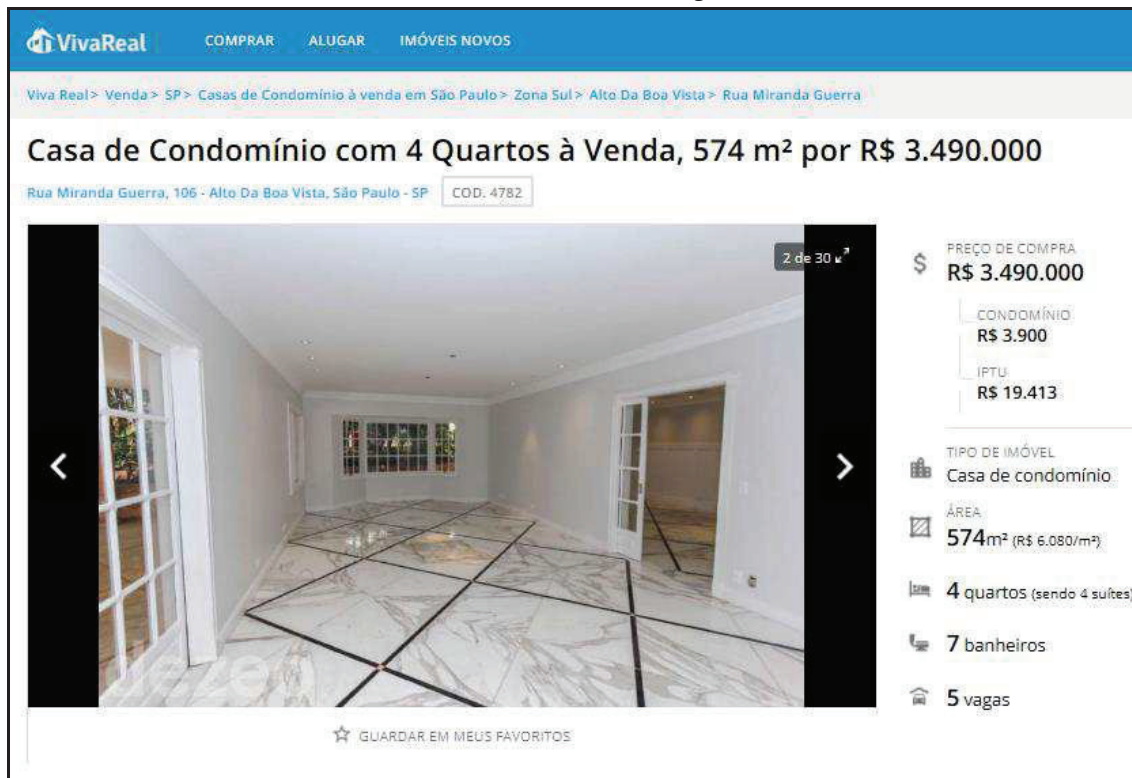 VivaReal
COMPRAR ALUGAR IMÓVEIS NOVOS
Viva Real> Venda> SP> Casas de Condomínio à venda em São Paulo> Zona Sul> Alto Da Boa Vista> Rua Miranda Guerra
Casa de Condomínio com 4 Quartos à Venda, 574 m² por R$ 3.490.000
Rua Miranda Guerra, 106 - Alto Da Boa Vista, São Paulo - SP COD. 4782
2 de 30
PREÇO DE COMPRA
$ R$ 3.490.000
CONDOMÍNIO
R$ 3.900
IPTU
R$ 19.413
TIPO DE IMÓVEL
Casa de condomínio
ÁREA
574m² (R$ 6.080/m²)
4 quartos (sendo 4 suítes)
7 banheiros
5 vagas
GUARDAR EM MEUS FAVORITOS